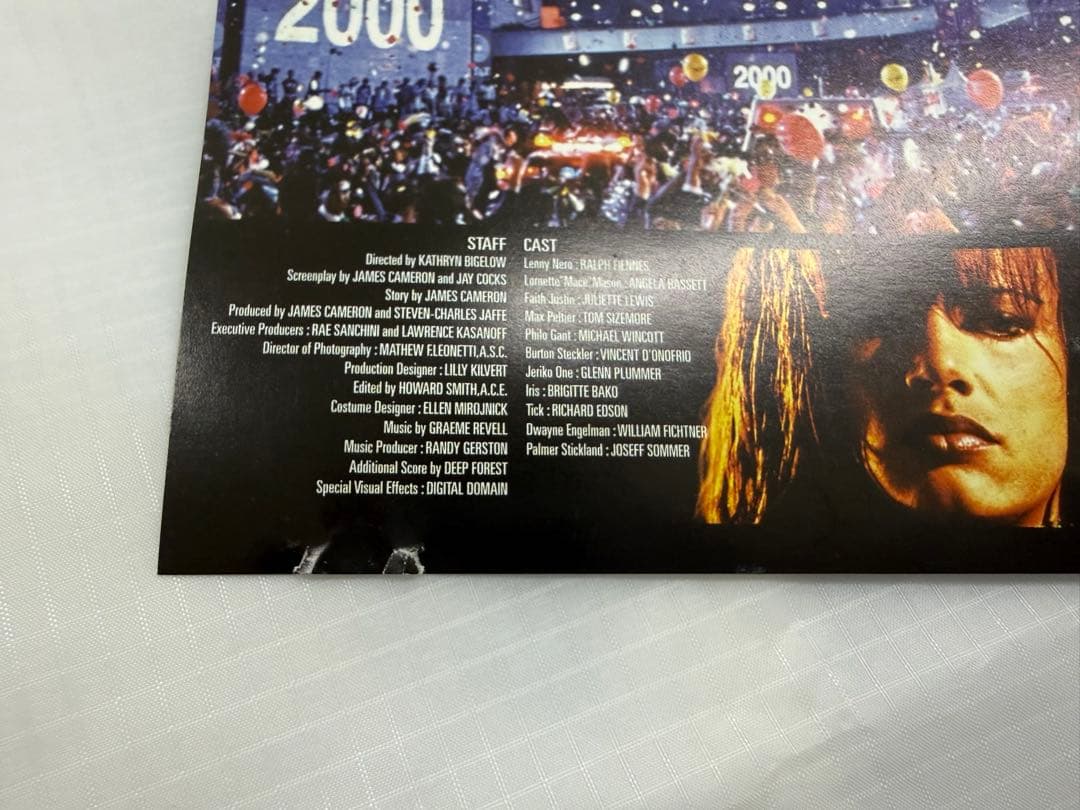 2000
2000
STAFF
Directed by KATHRYN BIGELOW
Screenplay by JAMES CAMERON and JAY COCKS
Story by JAMES CAMERON
Produced by JAMES CAMERON and STEVEN-CHARLES JAFFE
Executive Producers : RAE SANCHINI and LAWRENCE KASANOFF
Director of Photography : MATHEW F.LEONETTI,A.S.C.
Production Designer : LILLY KILVERT
Edited by HOWARD SMITH,A.C.E.
Costume Designer : ELLEN MIROJNICK
Music by GRAEME REVELL
Music Producer : RANDY GERSTON
Additional Score by DEEP FOREST
Special Visual Effects : DIGITAL DOMAIN
CAST
Lenny Nero : RALPH FIENNES
Lornette"Mace"Mason : ANGELA BASSETT
Faith Justin : JULIETTE LEWIS
Max Peltier : TOM SIZEMORE
Philo Gant : MICHAEL WINCOTT
Burton Steckler : VINCENT D'ONOFRIO
Jeriko One : GLENN PLUMMER
Iris : BRIGITTE BAKO
Tick : RICHARD EDSON
Dwayne Engelman : WILLIAM FICHTNER
Palmer Stickland : JOSEFF SOMMER